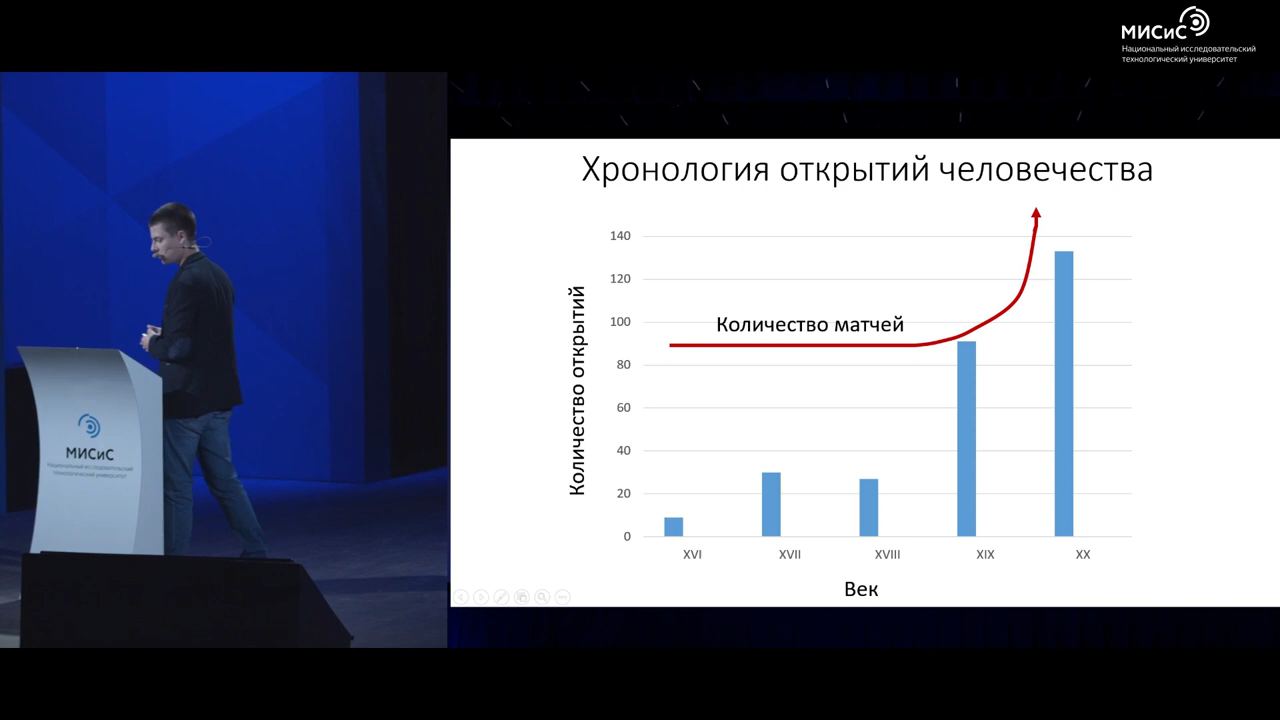 МИСиС
Национальный исследовательский
технологический университет
Хронология открытий человечества
140
120
100
80
60
40
20
0
Количество открытий
Количество матчей
XVI
XVII
XVIII
XIX
XX
Век
МИСиС
Национальный исследовательский
технологический университет